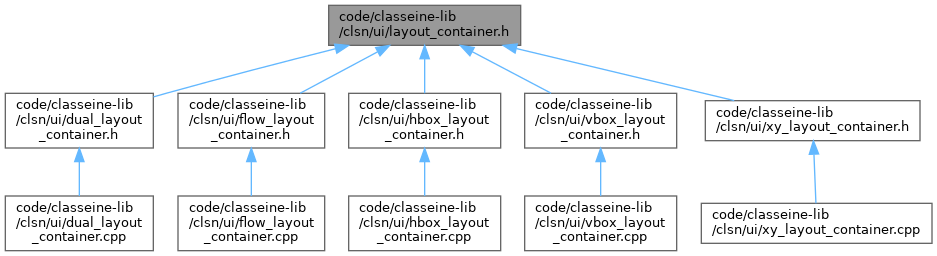 code/classeine-lib
/clsn/ui/layout_container.h
code/classeine-lib
/clsn/ui/dual_layout
_container.h
code/classeine-lib
/clsn/ui/flow_layout
_container.h
code/classeine-lib
/clsn/ui/hbox_layout
_container.h
code/classeine-lib
/clsn/ui/vbox_layout
_container.h
code/classeine-lib
/clsn/ui/xy_layout_container.h
code/classeine-lib
/clsn/ui/dual_layout
_container.cpp
code/classeine-lib
/clsn/ui/flow_layout
_container.cpp
code/classeine-lib
/clsn/ui/hbox_layout
_container.cpp
code/classeine-lib
/clsn/ui/vbox_layout
_container.cpp
code/classeine-lib
/clsn/ui/xy_layout_container.cpp